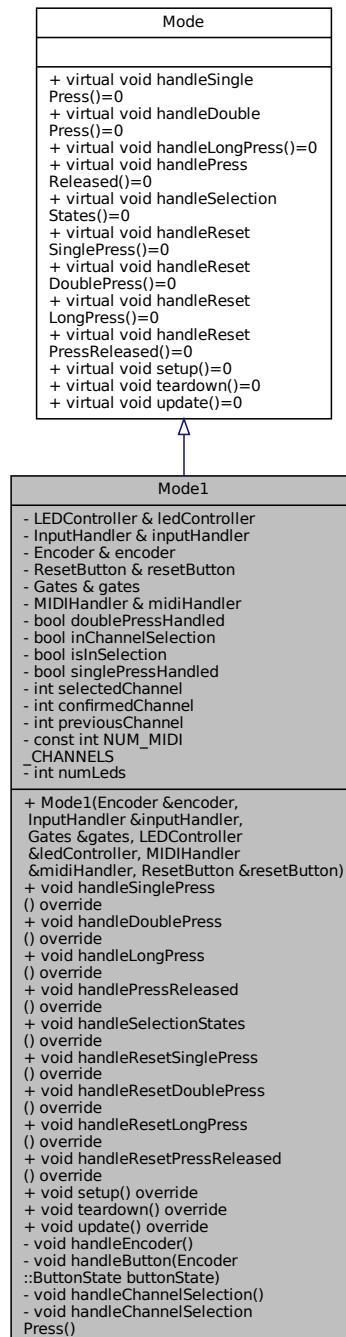 Mode
+ virtual void handleSingle
Press()=0
+ virtual void handleDouble
Press()=0
+ virtual void handleLongPress()=0
+ virtual void handlePress
Released()=0
+ virtual void handleSelection
States()=0
+ virtual void handleReset
SinglePress()=0
+ virtual void handleReset
DoublePress()=0
+ virtual void handleReset
LongPress()=0
+ virtual void handleReset
PressReleased()=0
+ virtual void setup()=0
+ virtual void teardown()=0
+ virtual void update()=0
Mode1
- LEDController & ledController
- InputHandler & inputHandler
- Encoder & encoder
- ResetButton & resetButton
- Gates & gates
- MIDIHandler & midiHandler
- bool doublePressHandled
- bool inChannelSelection
- bool isInSelection
- bool singlePressHandled
- int selectedChannel
- int confirmedChannel
- int previousChannel
- const int NUM_MIDI
_CHANNELS
- int numLeds
+ Mode1(Encoder &encoder,
InputHandler &inputHandler,
Gates &gates, LEDController
&ledController, MIDIHandler
&midiHandler, ResetButton &resetButton)
+ void handleSinglePress
() override
+ void handleDoublePress
() override
+ void handleLongPress
() override
+ void handlePressReleased
() override
+ void handleSelectionStates
() override
+ void handleResetSinglePress
() override
+ void handleResetDoublePress
() override
+ void handleResetLongPress
() override
+ void handleResetPressReleased
() override
+ void setup() override
+ void teardown() override
+ void update() override
- void handleEncoder()
- void handleButton(Encoder
::ButtonState buttonState)
- void handleChannelSelection()
- void handleChannelSelection
Press()